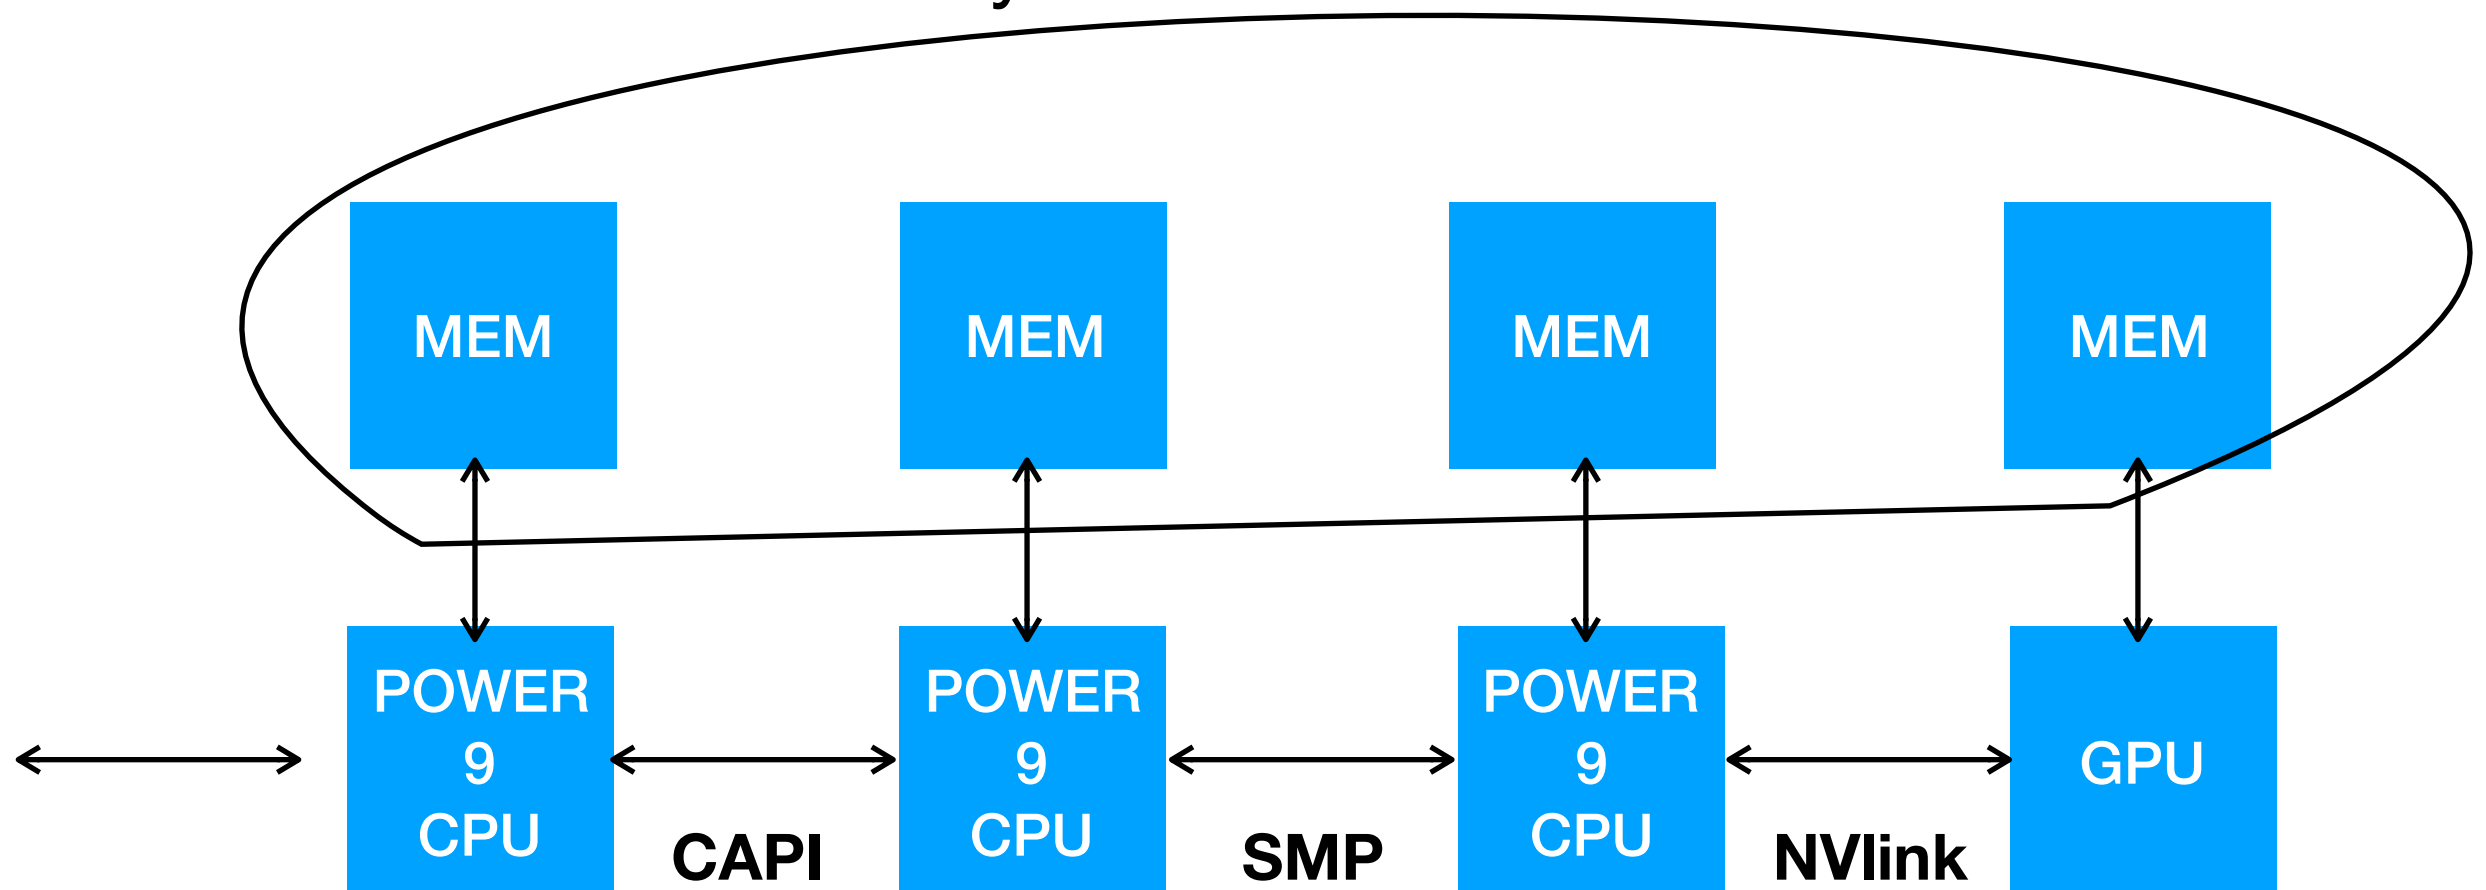 MEM MEM MEM MEM
POWER POWER POWER
9 9 9 GPU
CPU CPU CPU
CAPI SMP NVlink